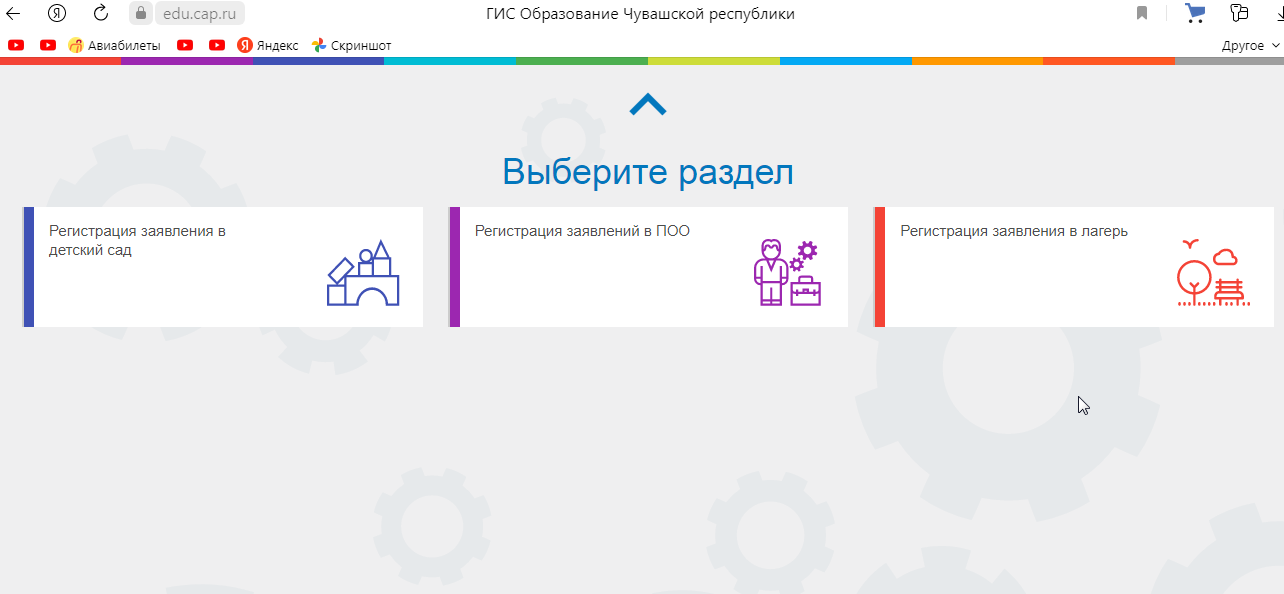 Я edu.cap.ru ГИС Образование Чувашской республики
Авиабилеты Я Яндекс Скриншот Другое
Выберите раздел
Регистрация заявления в
детский сад
Регистрация заявлений в ПОО
Регистрация заявления в лагерь